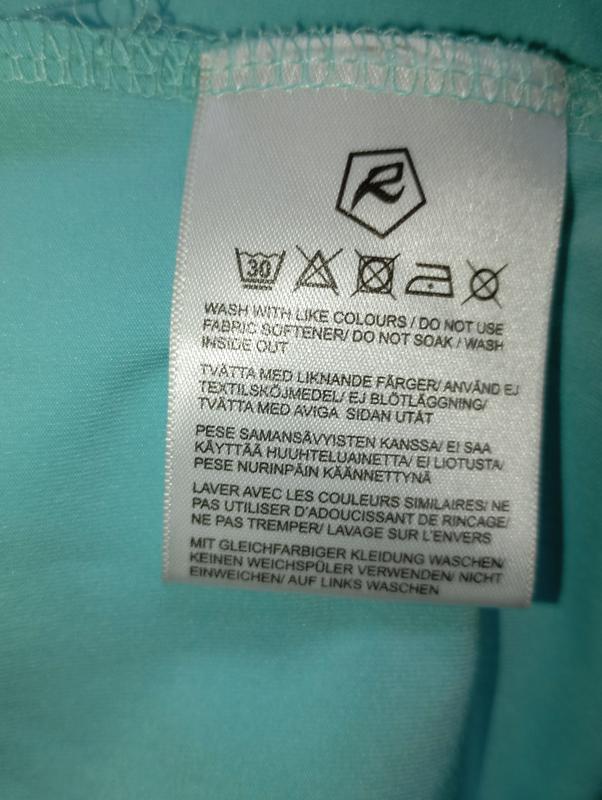 30
WASH WITH LIKE COLOURS / DO NOT USE
FABRIC SOFTENER/ DO NOT SOAK / WASH
INSIDE OUT
TVÄTTA MED LIKNANDE FÄRGER/ ANVÄND EJ
TEXTILSKÖJMEDEL/ EJ BLÖTLÄGGNING/
TVÄTTA MED AVIGA SIDAN UTÅT
PESE SAMANSÄVYISTEN KANSSA/ EI SAA
KÄYTTÄÄ HUUHTELUAINETTA/ EI LIOTUSTA/
PESE NURINPÄIN KÄÄNNETTYNÄ
LAVER AVEC LES COULEURS SIMILAIRES/ NE
PAS UTILISER D'ADOUCISSANT DE RINCAGE/
NE PAS TREMPER/ LAVAGE SUR L'ENVERS
MIT GLEICHFARBIGER KLEIDUNG WASCHEN/
KEINEN WEICHSPÜLER VERWENDEN/ NICHT
EINWEICHEN/ AUF LINKS WASCHEN